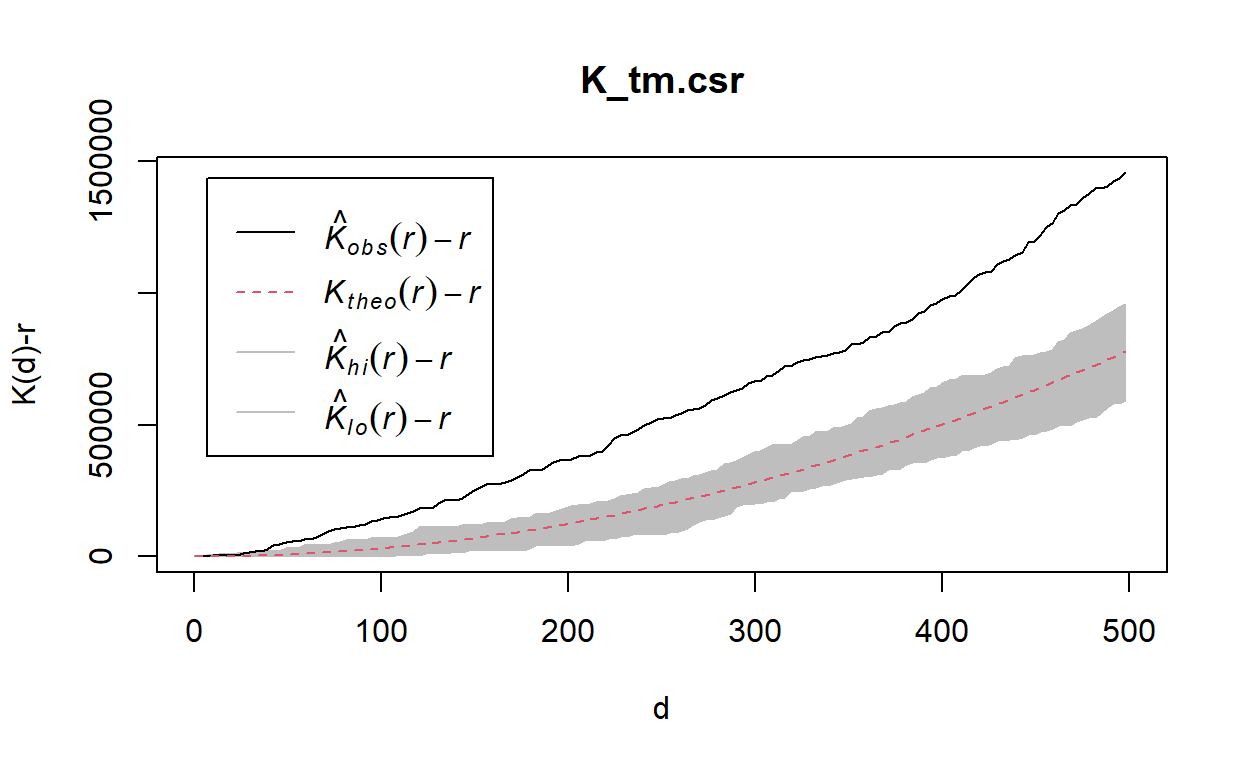 K_tm.csr
K̂obs(r) − r
Ktheo(r) − r
K̂hi(r) − r
K̂lo(r) − r
K(d)-r
0
500000
1500000
0 100 200 300 400 500
d